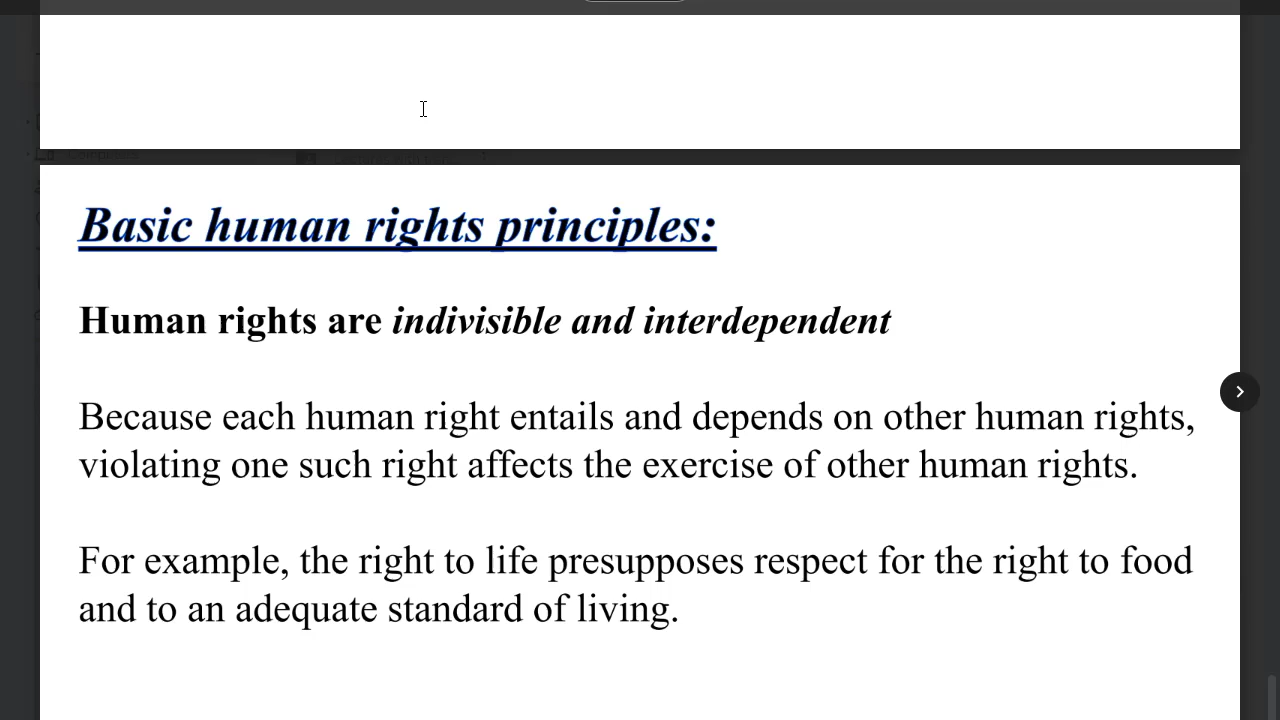 Basic human rights principles:
Human rights are indivisible and interdependent
Because each human right entails and depends on other human rights,
violating one such right affects the exercise of other human rights.
For example, the right to life presupposes respect for the right to food
and to an adequate standard of living.